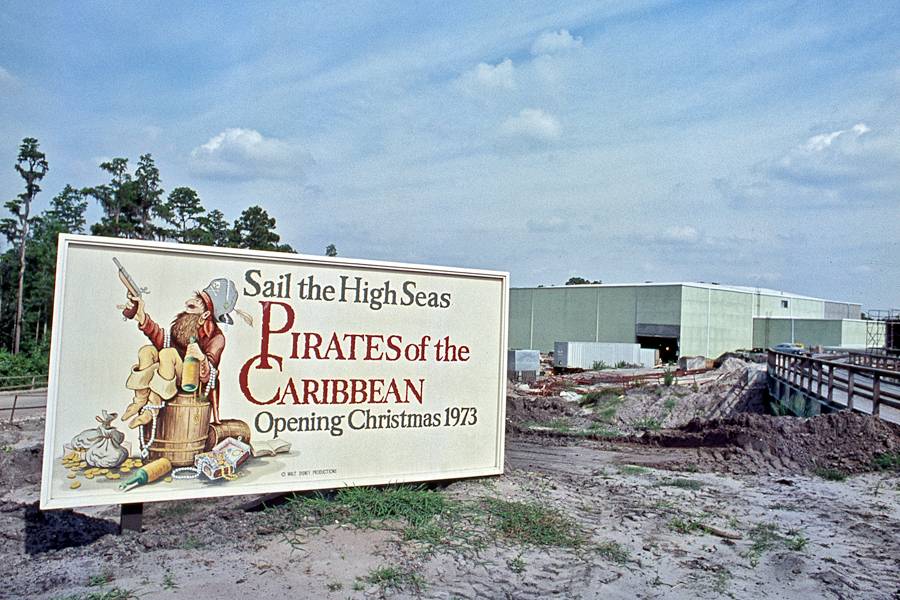 Sail the High Seas
PIRATES of the
CARIBBEAN
Opening Christmas 1973
© WALT DISNEY PRODUCTIONS